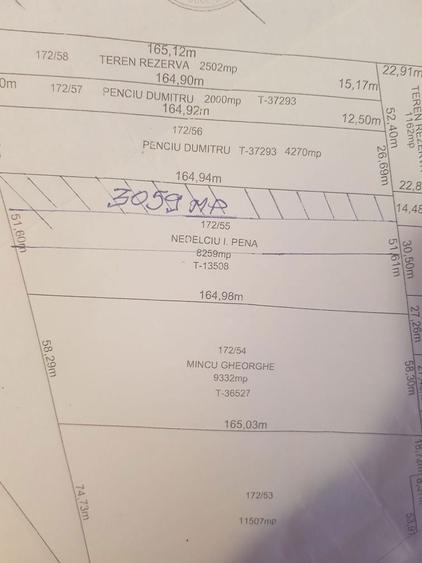 165,12m
172/58 TEREN REZERVA 2502mp
22,91m
164,90m
15,17m
172/57 PENCIU DUMITRU 2000mp T-37293
164,92m
12,50m
52,40m
1162mp
172/56
PENCIU DUMITRU T-37293 4270mp
26,69m
164,94m
3059 MP
14,48
51,60m
172/55
NEDELCIU I. PENA
8259mp
T-13508
51,61m
30,50m
164,98m
27,26m
58,29m
172/54
MINCU GHEORGHE
9332mp
T-36527
58,30m
165,03m
74,73m
172/53
11507mp